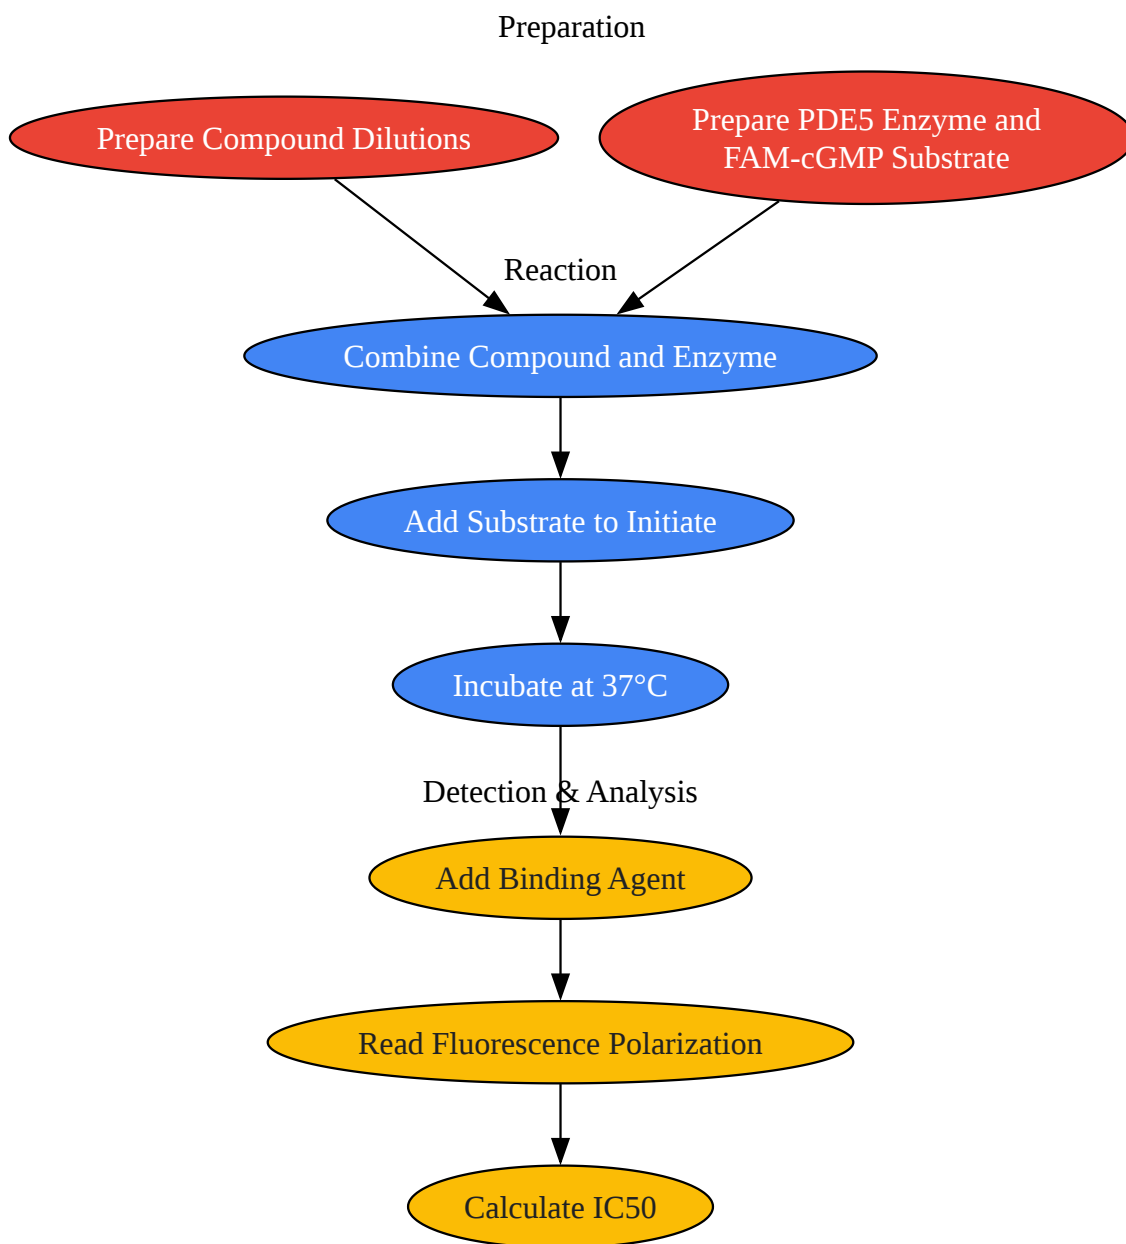 Preparation
Prepare Compound Dilutions
Prepare PDE5 Enzyme and
FAM-cGMP Substrate
Reaction
Combine Compound and Enzyme
Add Substrate to Initiate
Incubate at 37°C
Detection & Analysis
Add Binding Agent
Read Fluorescence Polarization
Calculate IC50